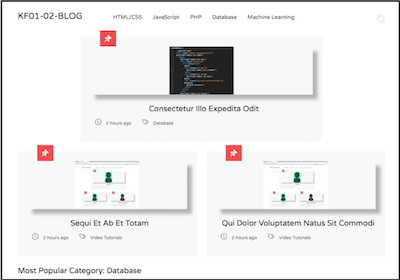 KF01-02-BLOG
HTML/CSS JavaScript PHP Database Machine Learning
Consectetur Illo Expedita Odit
2 hours ago Database
Sequi Et Ab Et Totam
2 hours ago Video Tutorials
Qui Dolor Voluptatem Natus Sit Commodi
2 hours ago Video Tutorials
Most Popular Category: Database